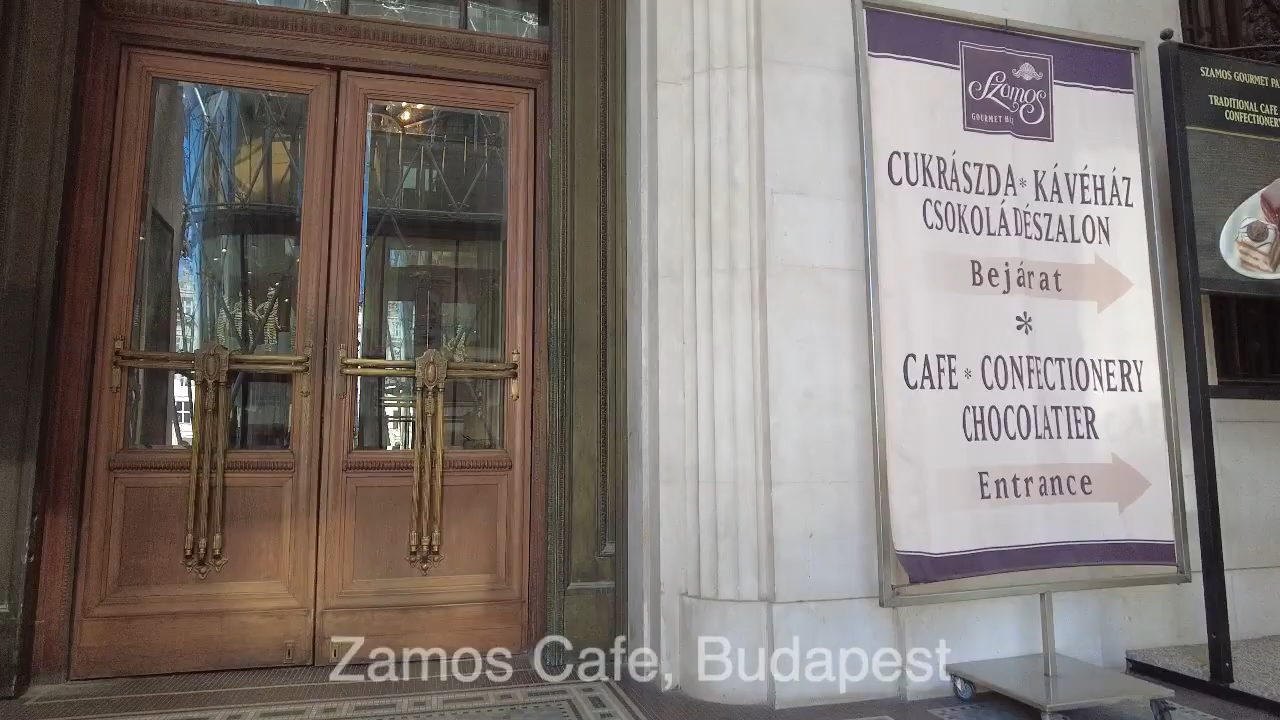 Szamos
GOURMET
CUKRÁSZDA * KÁVÉHÁZ
CSOKOLÁDÉSZALON
Bejárat
*
CAFE * CONFECTIONERY
CHOCOLATIER
Entrance
SZAMOS GOURMET PA
TRADITIONAL CAFE
CONFECTIONER
Zamos Cafe, Budapest